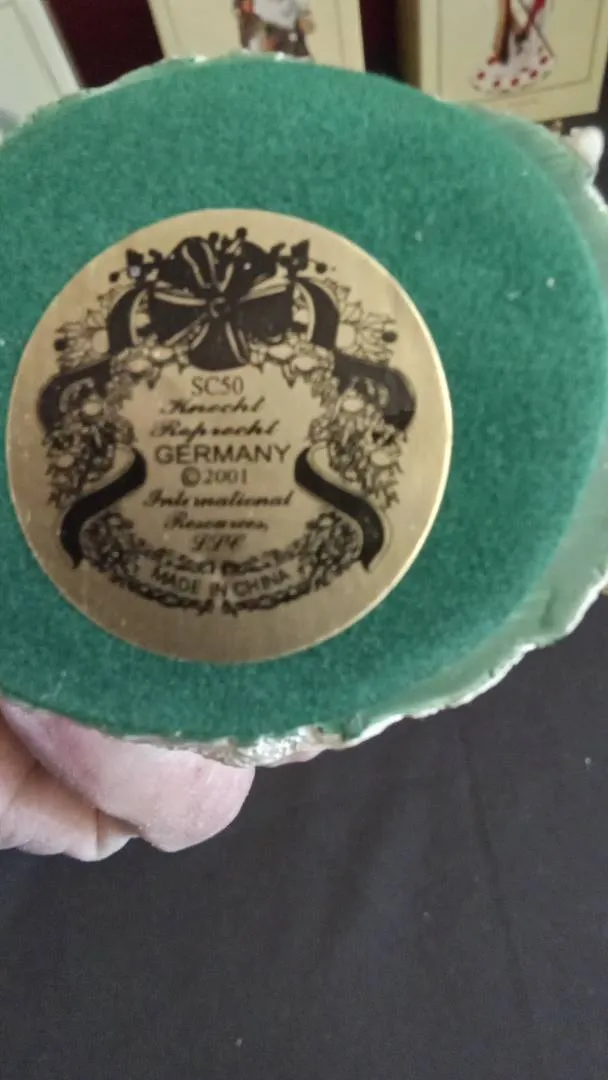 SC50
Knecht
Ruprecht
GERMANY
©2001
International
Resources,
LLC
MADE IN CHINA